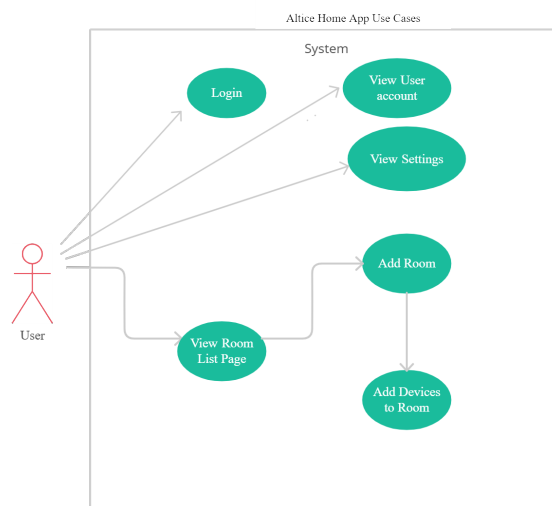 Altice Home App Use Cases
System
Login
View User
account
View Settings
Add Room
User
View Room
List Page
Add Devices
to Room